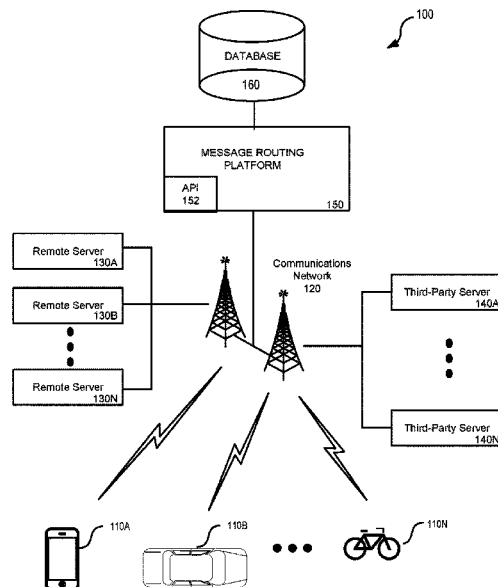 100
DATABASE
160
MESSAGE ROUTING
PLATFORM
API
152
150
Communications
Network
120
Remote Server
130A
Remote Server
130B
Remote Server
130N
Third-Party Server
140A
Third-Party Server
140N
110A
110B
110N